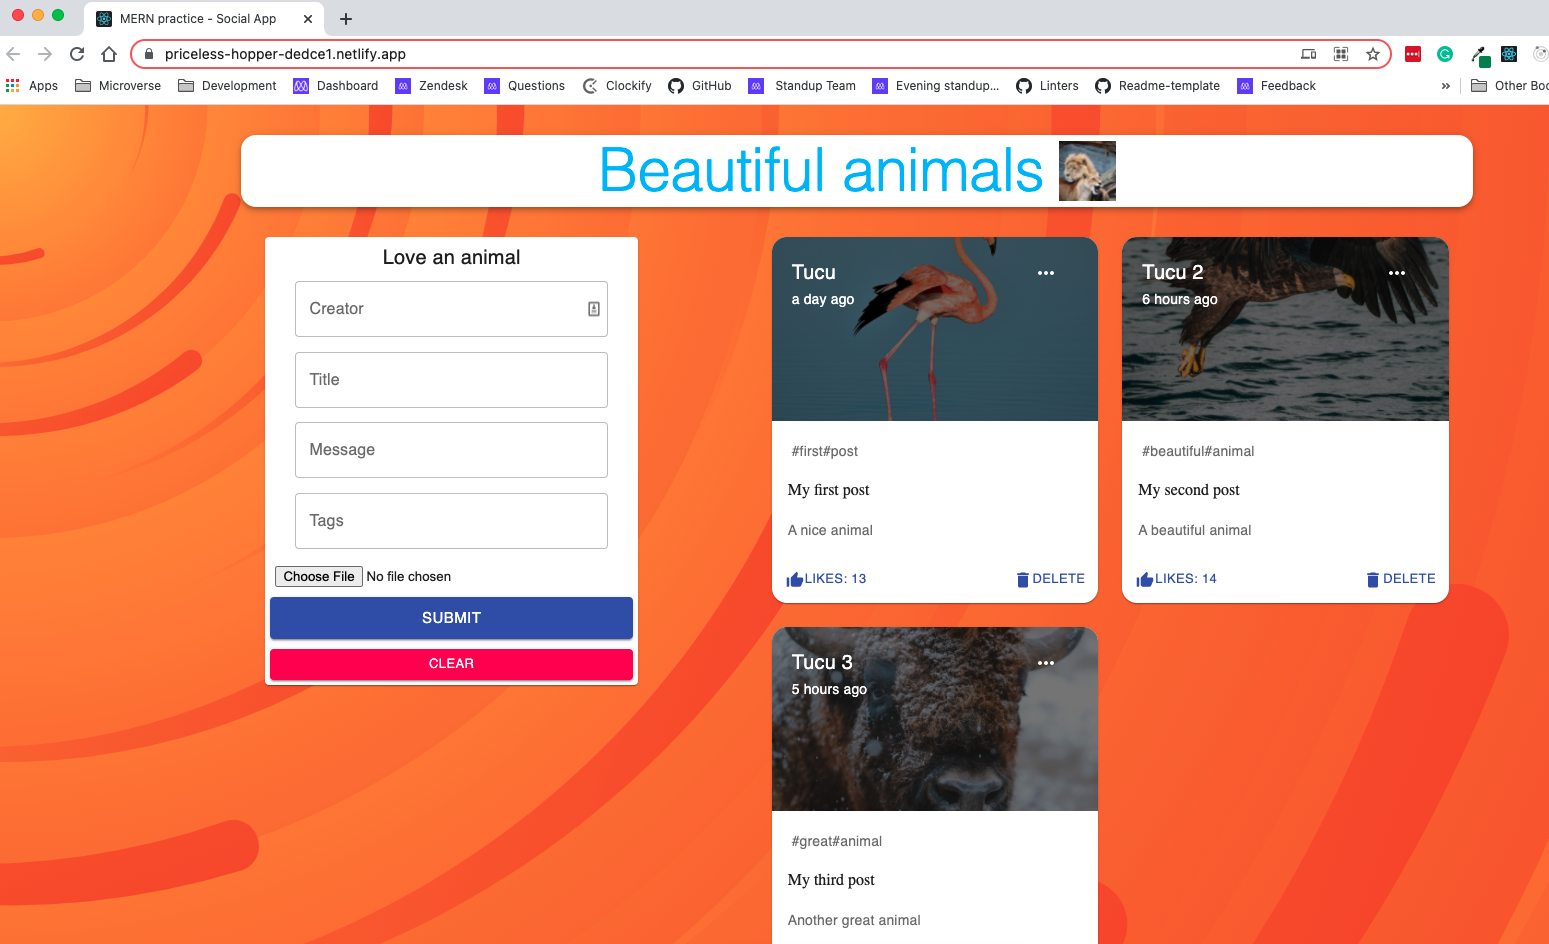 MERN practice - Social App
priceless-hopper-dedce1.netlify.app
Apps Microverse Development Dashboard Zendesk Questions Clockify GitHub Standup Team Evening standup... Linters Readme-template Feedback » Other Boo
Beautiful animals
Love an animal
Creator
Title
Message
Tags
Choose File No file chosen
SUBMIT
CLEAR
Tucu
a day ago
#first#post
My first post
A nice animal
LIKES: 13 DELETE
Tucu 2
6 hours ago
#beautiful#animal
My second post
A beautiful animal
LIKES: 14 DELETE
Tucu 3
5 hours ago
#great#animal
My third post
Another great animal